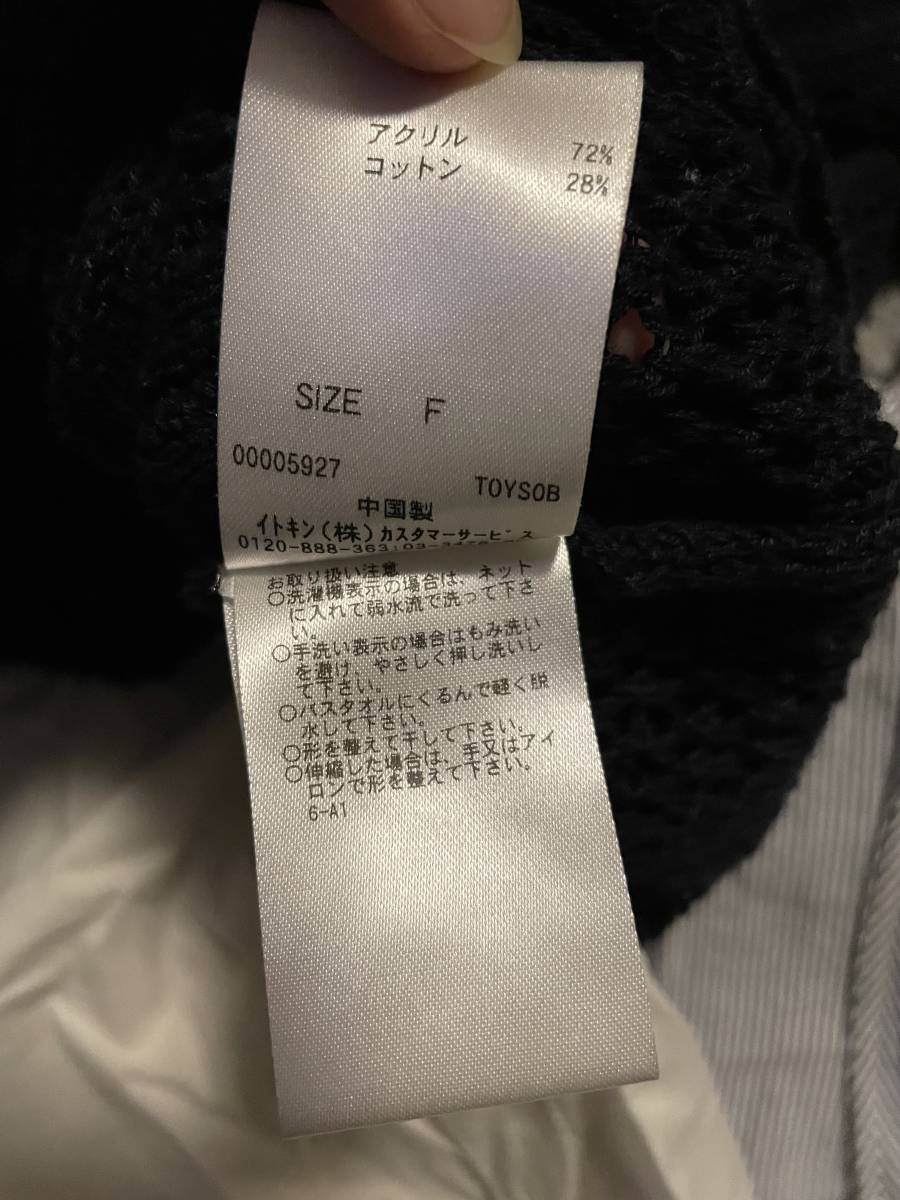 アクリル 72%
コットン 28%
SIZE F
00005927
TOYSOB
中国製
イトキン(株)カスタマーサービス
0120-888-363
お取り扱い注意
○洗濯機表示の場合は、ネット
に入れて弱水流で洗って下さ
い。
○手洗い表示の場合はもみ洗い
を避け やさしく押し洗いし
て下さい。
○バスタオルにくるんで軽く脱
水して下さい。
○形を整えて干して下さい。
○伸縮した場合は、手又はアイ
ロンで形を整えて下さい。
6-A1